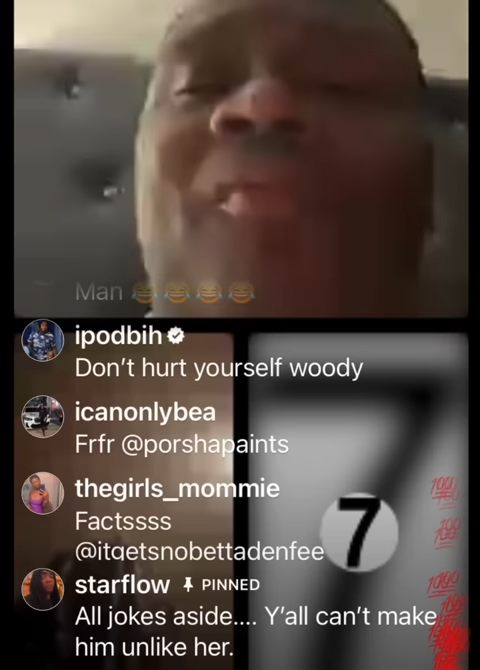 Man 😂😂😂😂
ipodbih
Don’t hurt yourself woody
icanonlybea
Frfr @porshapaints
thegirls_mommie
Factssss
@itgetsnobettadenfee
7
starflow PINNED
All jokes aside.... Y’all can’t make
him unlike her.
💯
💯
💯
💯